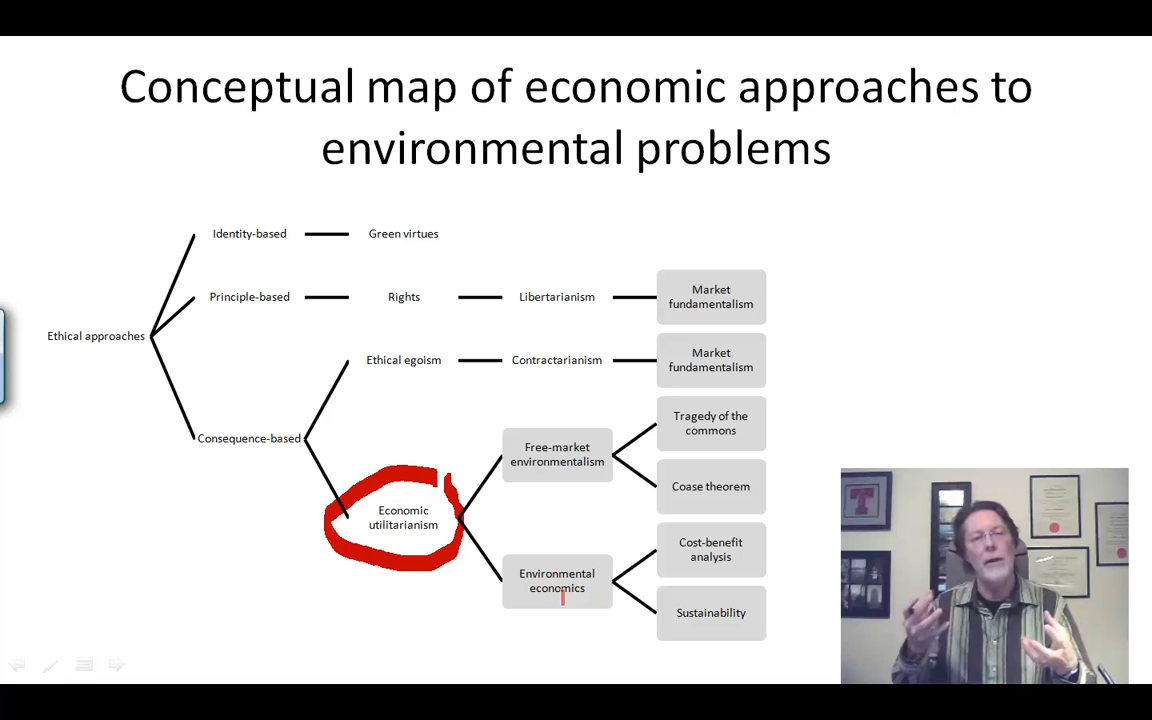 Conceptual map of economic approaches to
environmental problems
Identity-based
Green virtues
Principle-based
Rights
Libertarianism
Market
fundamentalism
Ethical approaches
Ethical egoism
Contractarianism
Market
fundamentalism
Consequence-based
Economic
utilitarianism
Free-market
environmentalism
Tragedy of the
commons
Coase theorem
Environmental
economics
Cost-benefit
analysis
Sustainability